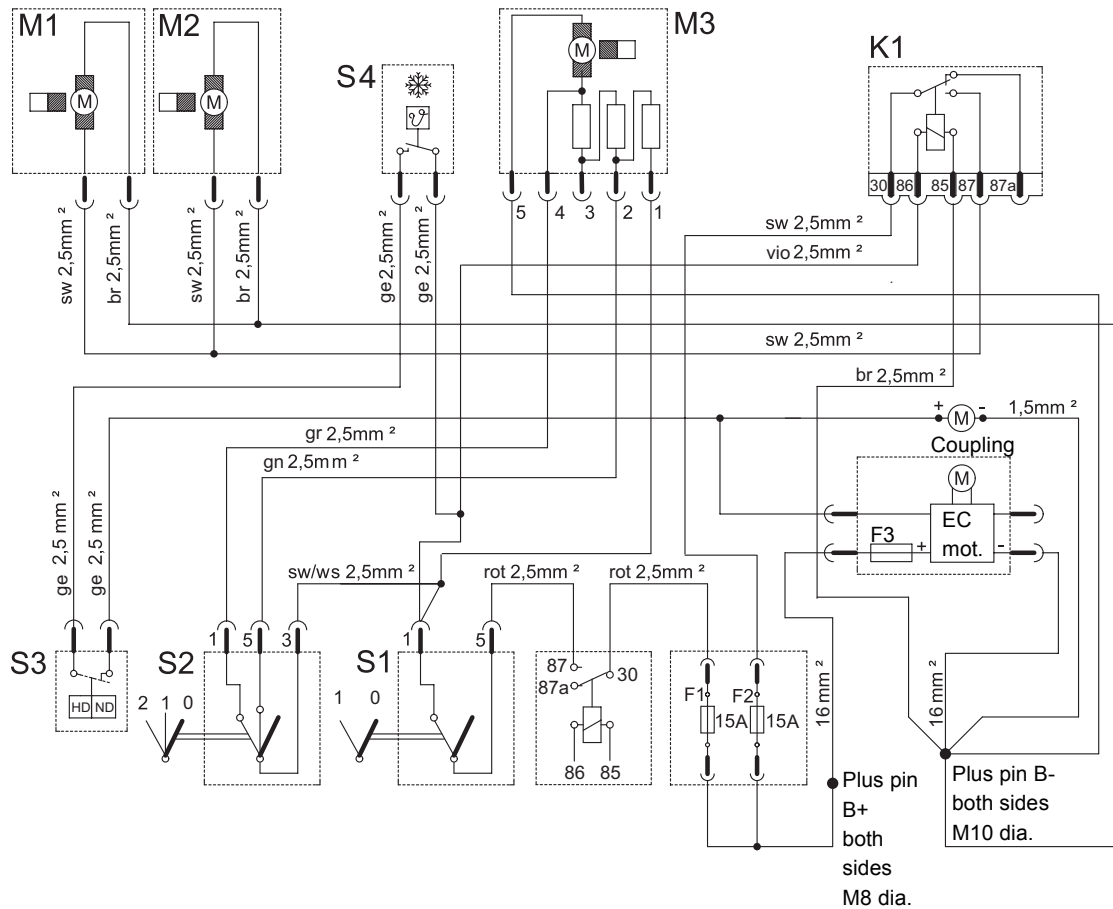 M1
M2
M3
S4
K1
M
M
M
30 86 85 87 87a
5 4 3 2 1
sw 2,5mm ²
br 2,5mm ²
sw 2,5mm ²
br 2,5mm ²
ge 2,5mm ²
ge 2,5mm ²
sw 2,5mm ²
vio 2,5mm ²
sw 2,5mm ²
br 2,5mm ²
+ M - 1,5mm ²
Coupling
gr 2,5mm ²
gn 2,5mm ²
M
EC
mot.
F3 + -
ge 2,5 mm ²
ge 2,5 mm ²
sw/ws 2,5mm ²
rot 2,5mm ²
rot 2,5mm ²
S3
HD ND
S2
1 5 3
2 1 0
S1
1 5
1 0
87
87a
30
86 85
F1 F2
15A 15A
16 mm ²
16 mm ²
Plus pin
B+
both
sides
M8 dia.
Plus pin B-
both sides
M10 dia.